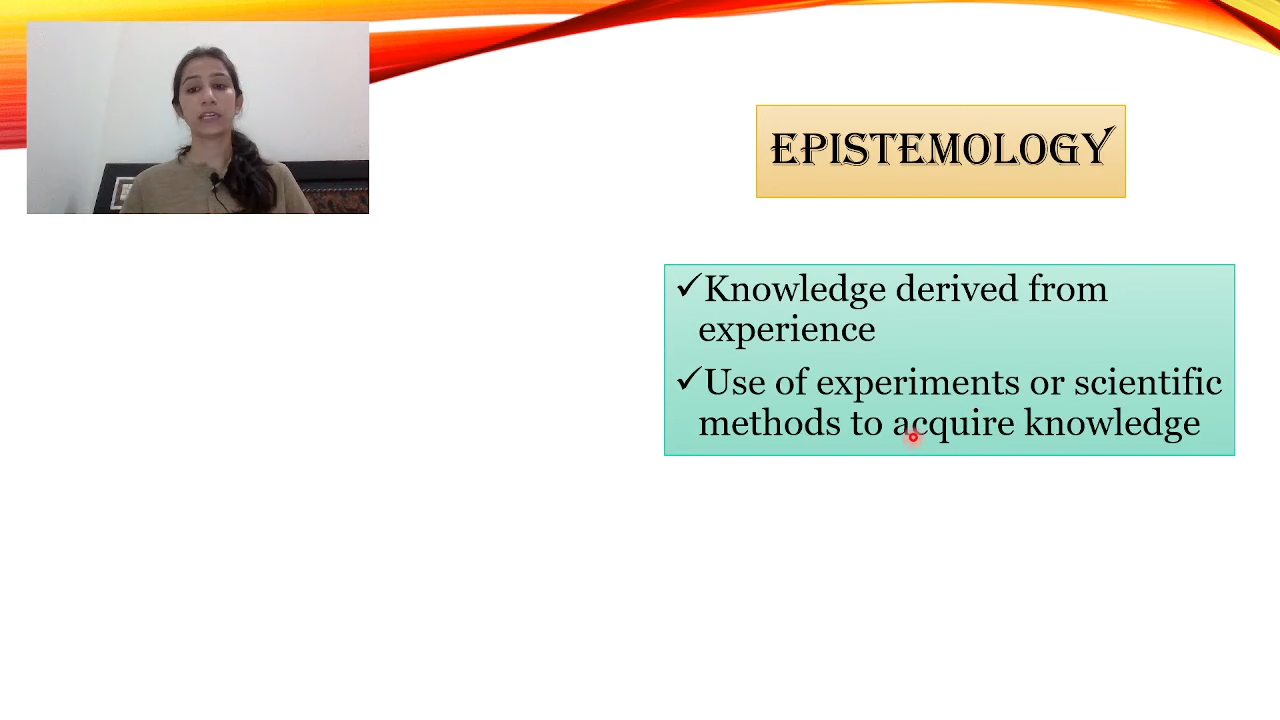 EPISTEMOLOGY
✓Knowledge derived from
experience
✓Use of experiments or scientific
methods to acquire knowledge